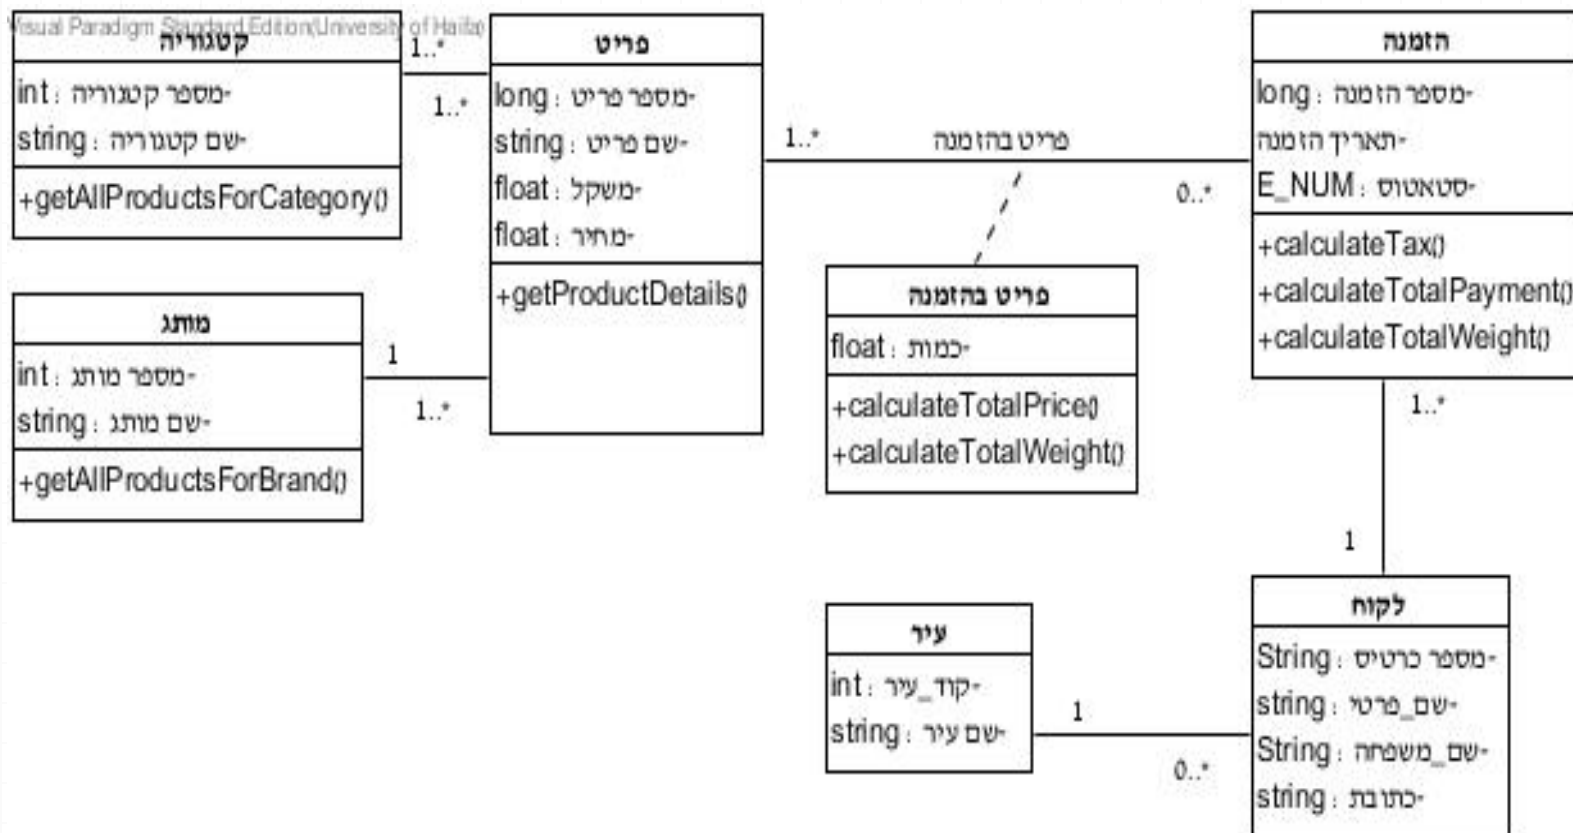 Visual Paradigm Standard Edition(University of Haifa)
קטגוריה
-מספר קטגוריה : int
-שם קטגוריה : string
+getAllProductsForCategory()
1..*
1..*
פריט
-מספר פריט : long
-שם פריט : string
-משקל : float
-מחיר : float
+getProductDetails()
1..*
פריט בהזמנה
0..*
הזמנה
-מספר הזמנה : long
-תאריך הזמנה
-סטאטוס : E_NUM
+calculateTax()
+calculateTotalPayment()
+calculateTotalWeight()
מותג
-מספר מותג : int
-שם מותג : string
+getAllProductsForBrand()
1
1..*
פריט בהזמנה
-כמות : float
+calculateTotalPrice()
+calculateTotalWeight()
1..*
1
עיר
-קוד_עיר : int
-שם עיר : string
1
0..*
לקוח
-מספר כרטיס : String
-שם_פרטי : string
-שם_משפחה : String
-כתובת : string